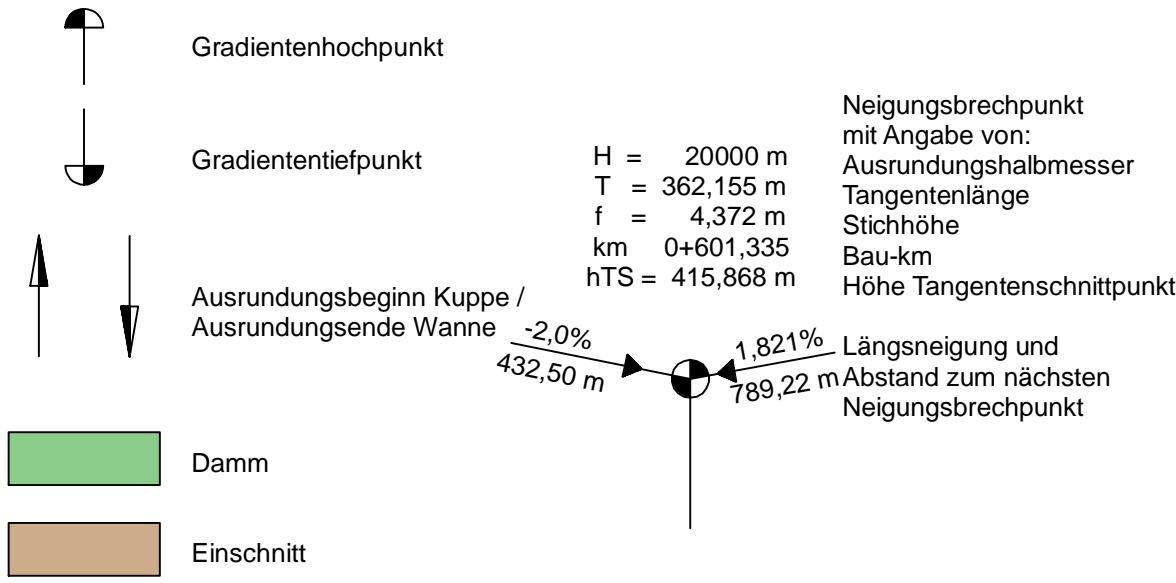 Gradientenhochpunkt
Gradiententiefpunkt
Ausrundungsbeginn Kuppe /
Ausrundungsende Wanne
Damm
Einschnitt
H = 20000 m
T = 362,155 m
f = 4,372 m
km 0+601,335
hTS = 415,868 m
Neigungsbrechpunkt
mit Angabe von:
Ausrundungshalbmesser
Tangentenlänge
Stichhöhe
Bau-km
Höhe Tangentenschnittpunkt
-2,0%
432,50 m
1,821%
789,22 m
Längsneigung und
Abstand zum nächsten
Neigungsbrechpunkt